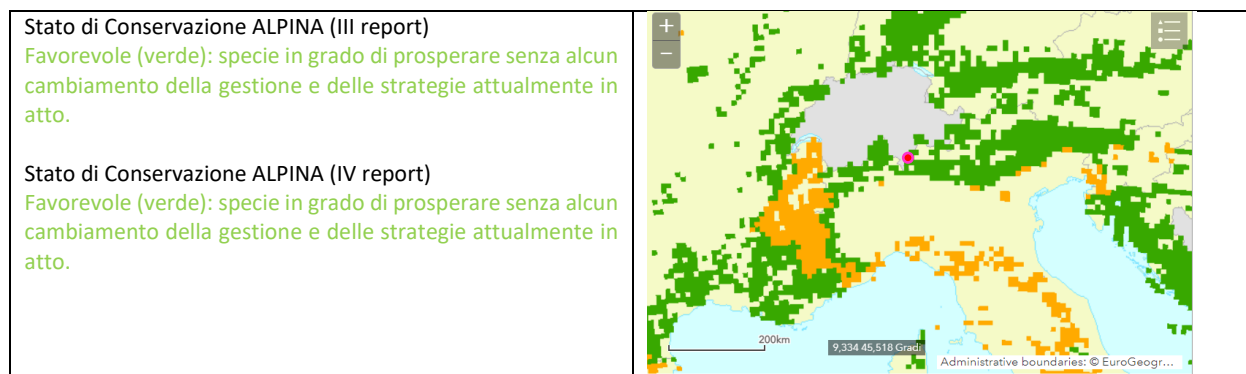 Stato di Conservazione ALPINA (III report)
Favorevole (verde): specie in grado di prosperare senza alcun
cambiamento della gestione e delle strategie attualmente in
atto.
Stato di Conservazione ALPINA (IV report)
Favorevole (verde): specie in grado di prosperare senza alcun
cambiamento della gestione e delle strategie attualmente in
atto.
+
−
200km
9,334 45,518 Gradi
Administrative boundaries: © EuroGeogr...